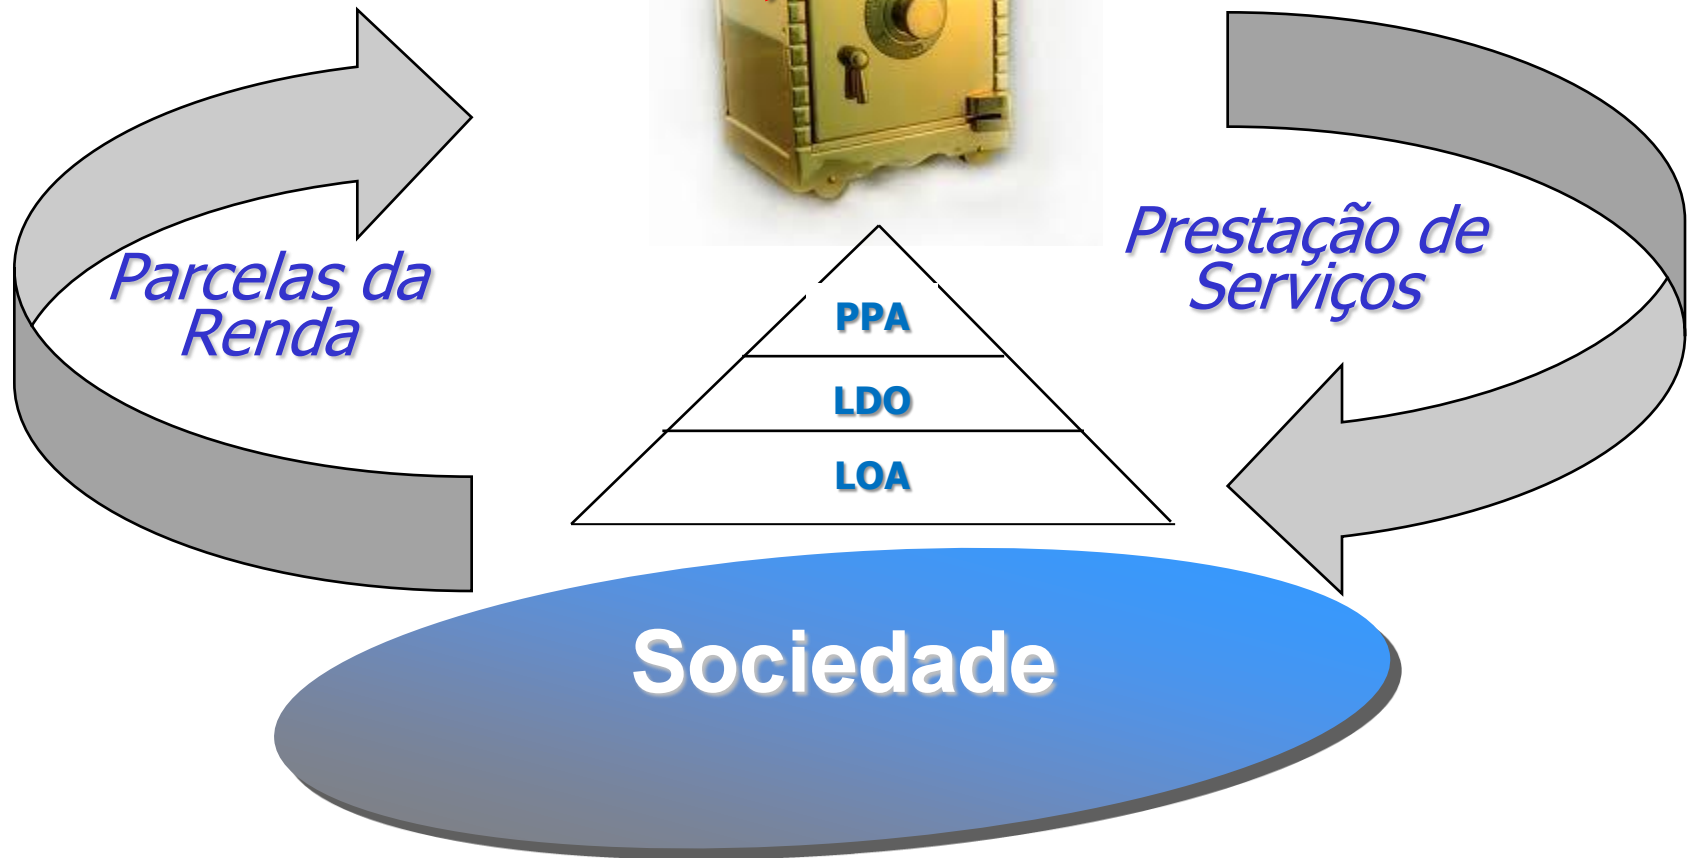 Prestação de
Serviços
Parcelas da
Renda
PPA
LDO
LOA
Sociedade